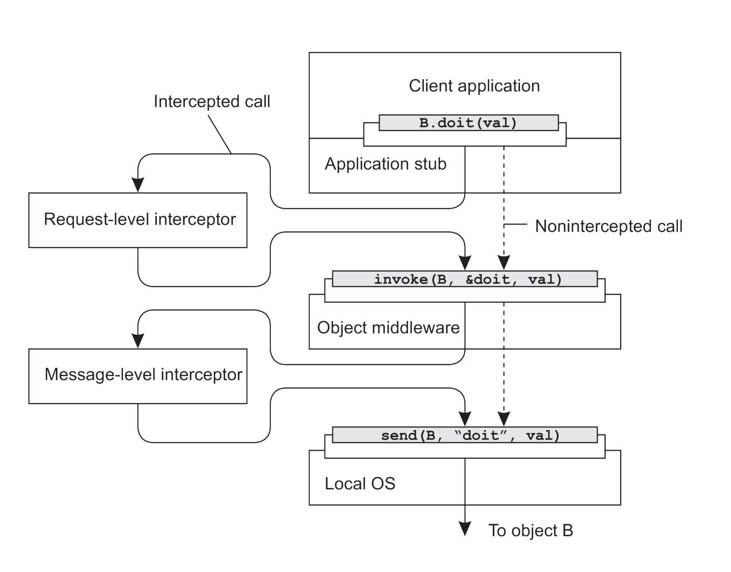 Client application
Intercepted call
B.doit(val)
Application stub
Request-level interceptor
Nonintercepted call
invoke(B, &doit, val)
Object middleware
Message-level interceptor
send(B, “doit”, val)
Local OS
To object B